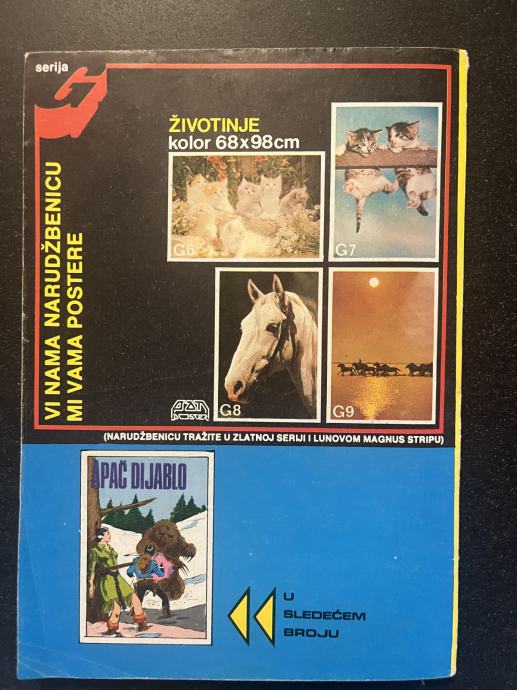 serija
G
VI NAMA NARUDŽBENICU
MI VAMA POSTERE
ŽIVOTINJE
kolor 68x98cm
G6
G7
G8
G9
(NARUDŽBENICU TRAŽITE U ZLATNOJ SERIJI I LUNOVOM MAGNUS STRIPU)
APAČ DIJABLO
U
SLEDEĆEM
BROJU